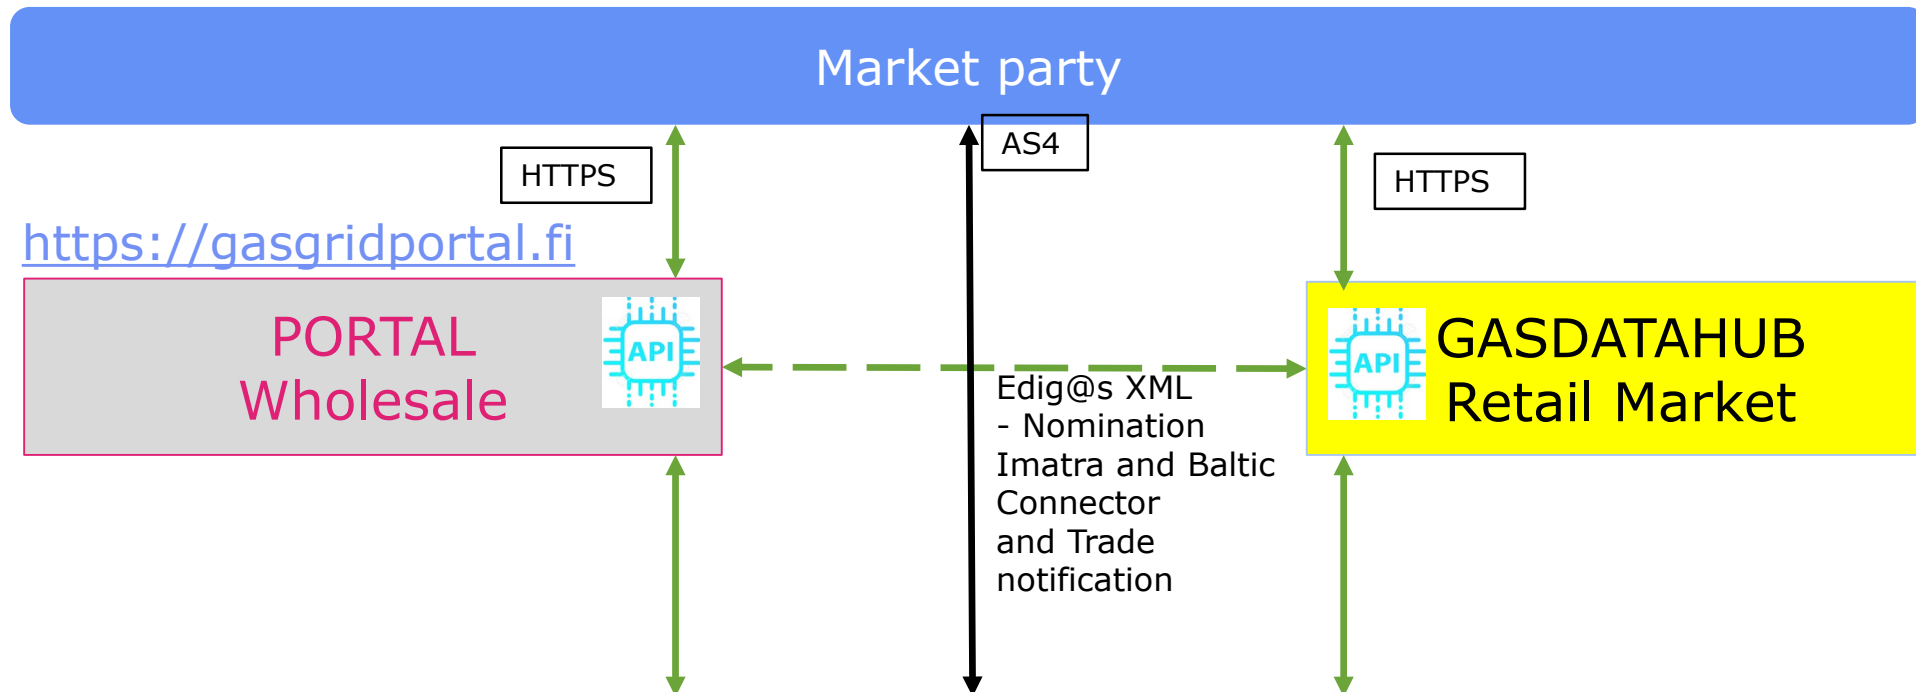 Market party
HTTPS
AS4
HTTPS
https://gasgridportal.fi
PORTAL
Wholesale
API
API
GASDATAHUB
Retail Market
Edig@s XML
- Nomination
Imatra and Baltic
Connector
and Trade
notification